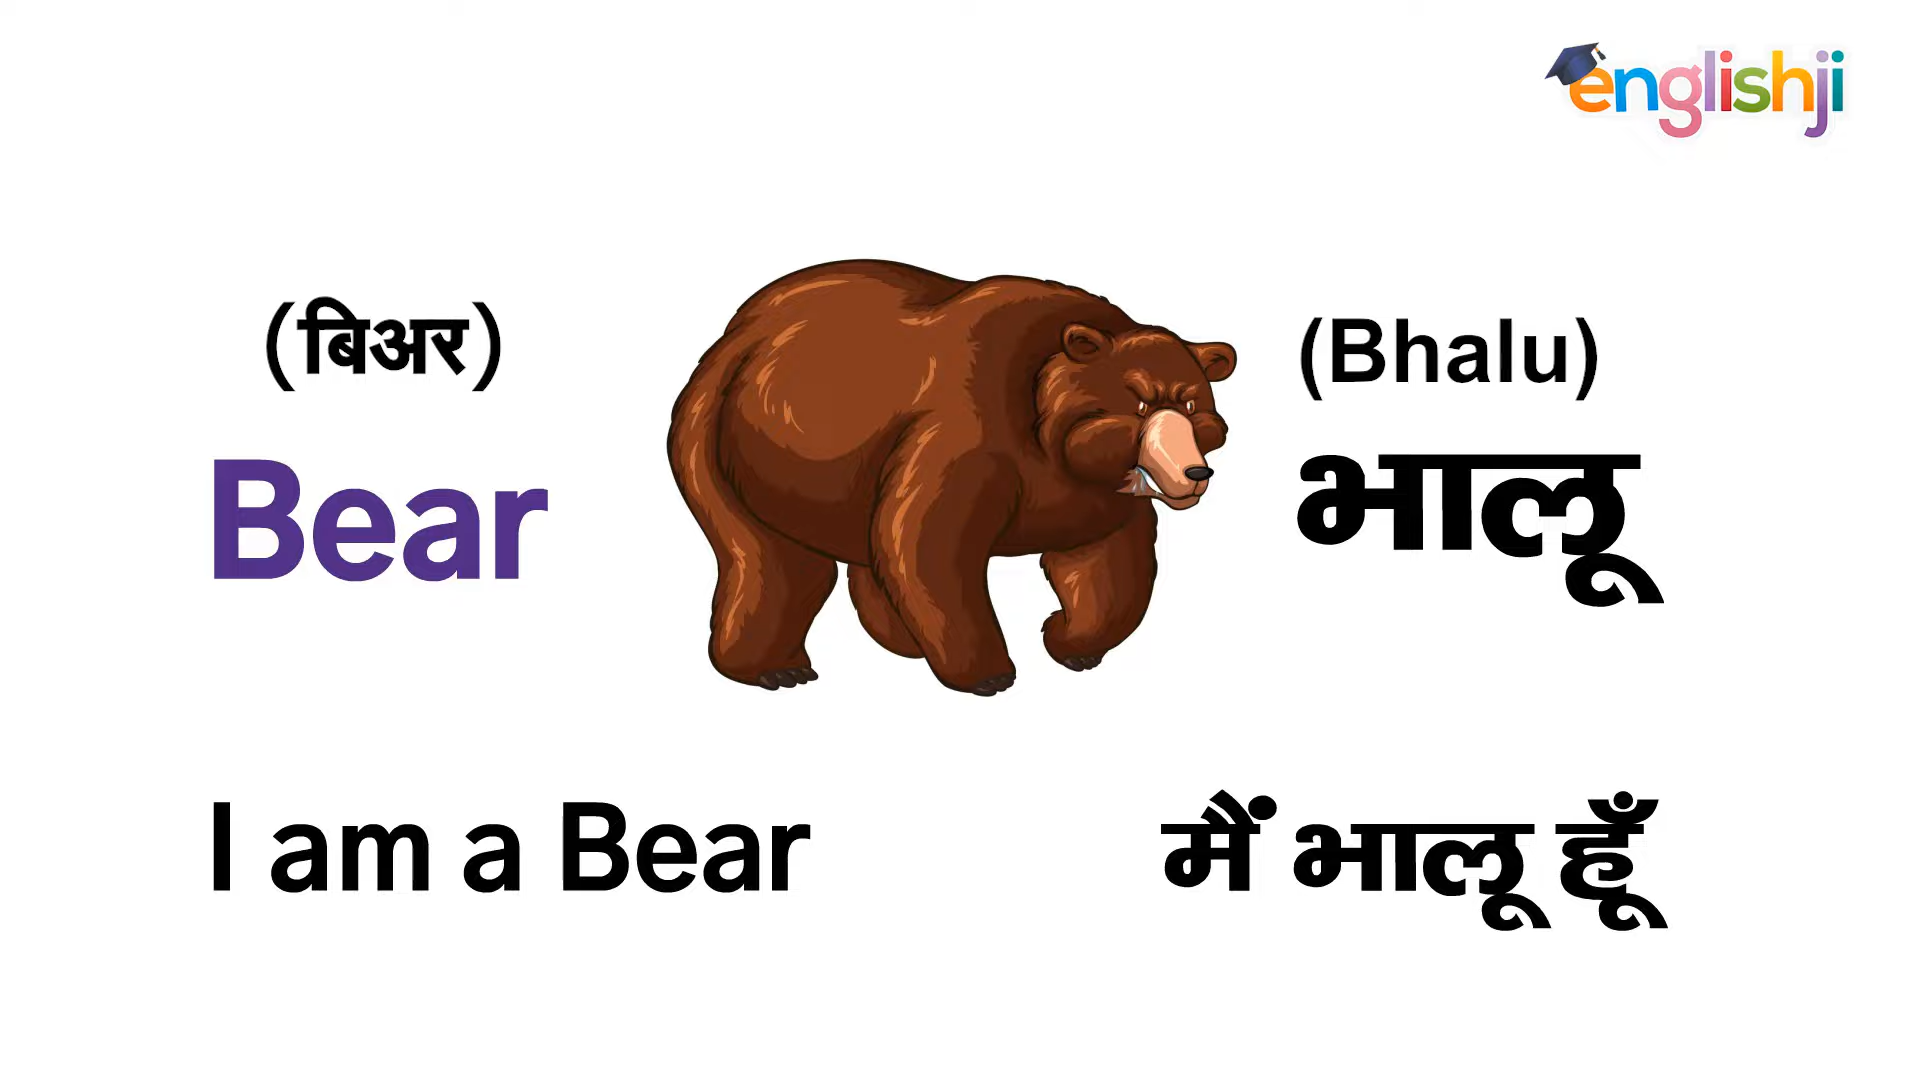 englishji
(बिअर)
Bear
(Bhalu)
भालू
I am a Bear
मैं भालू हूँ